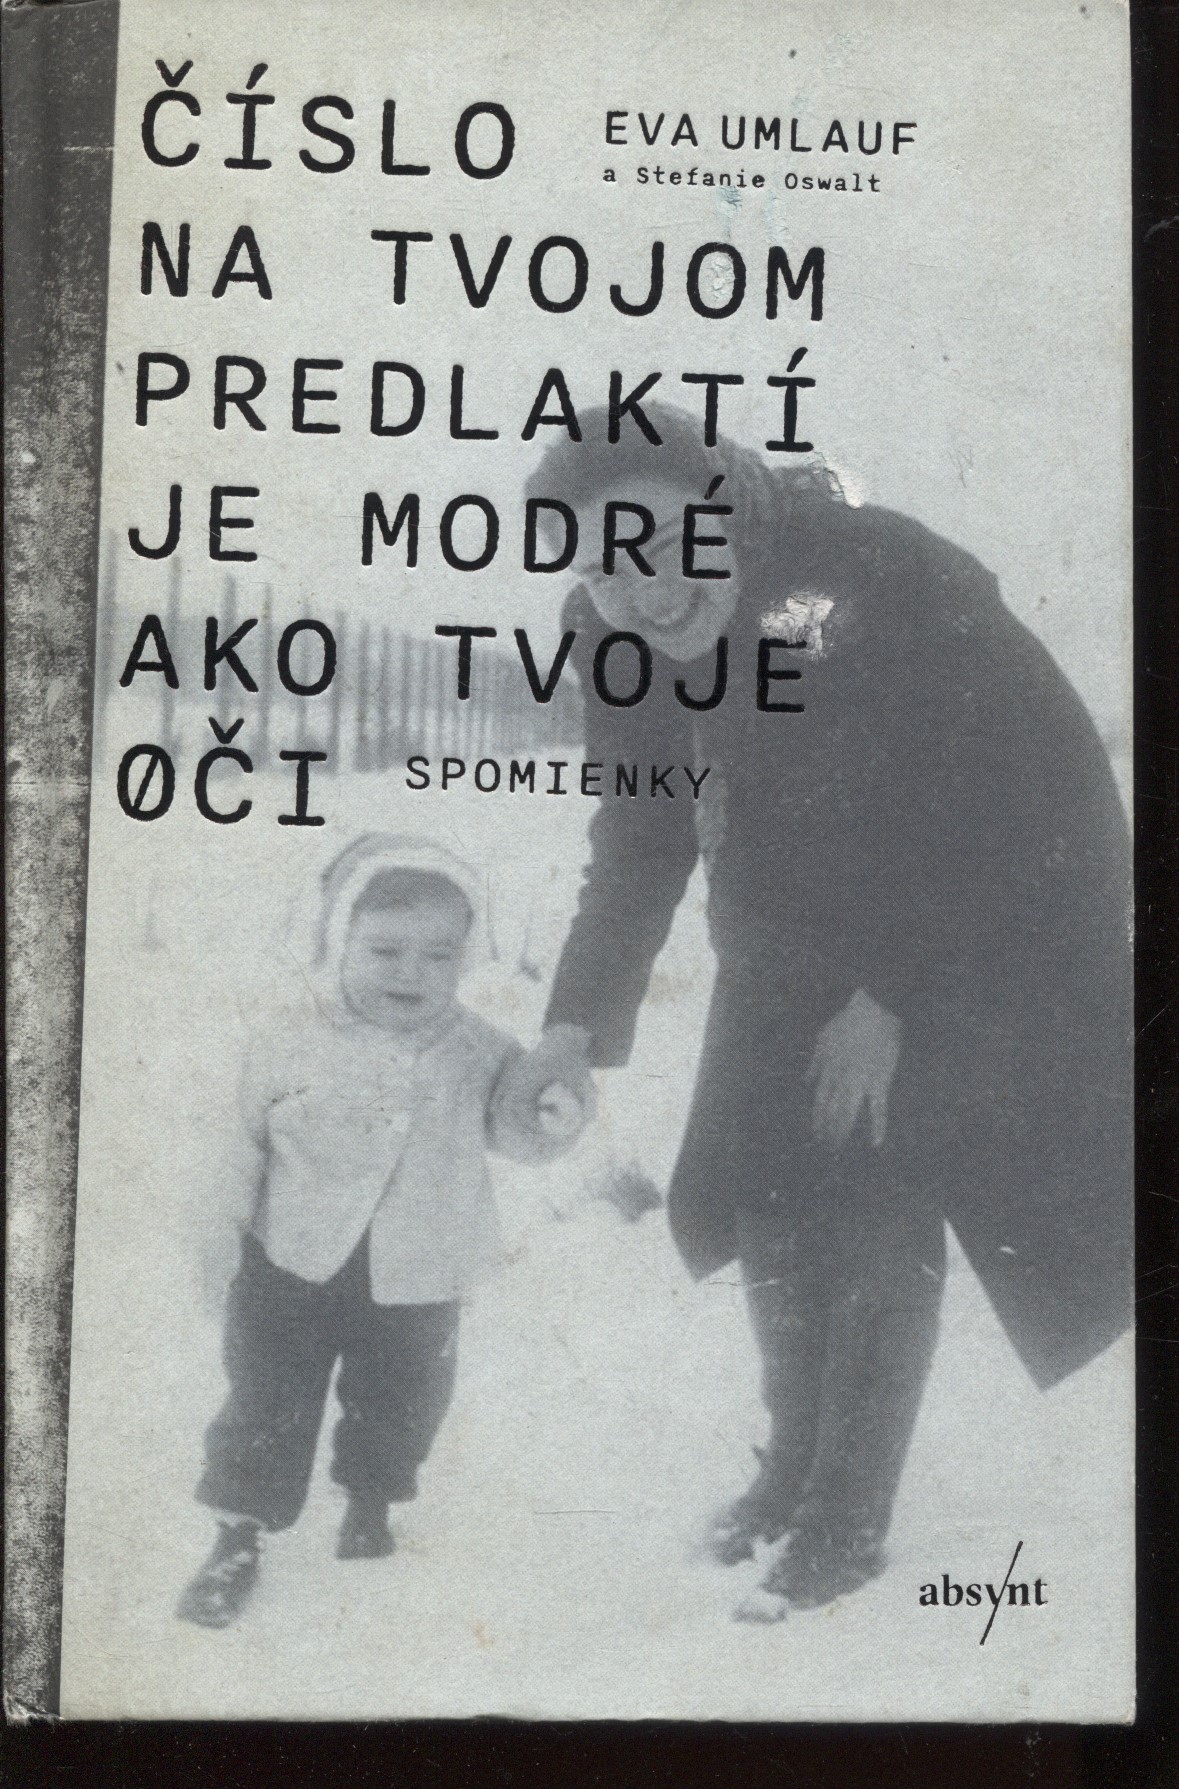 ČÍSLO
EVA UMLAUF
a Stefanie Oswalt
NA TVOJOM
PREDLAKTÍ
JE MODRÉ
AKO TVOJE
OČI
SPOMIENKY
absynt